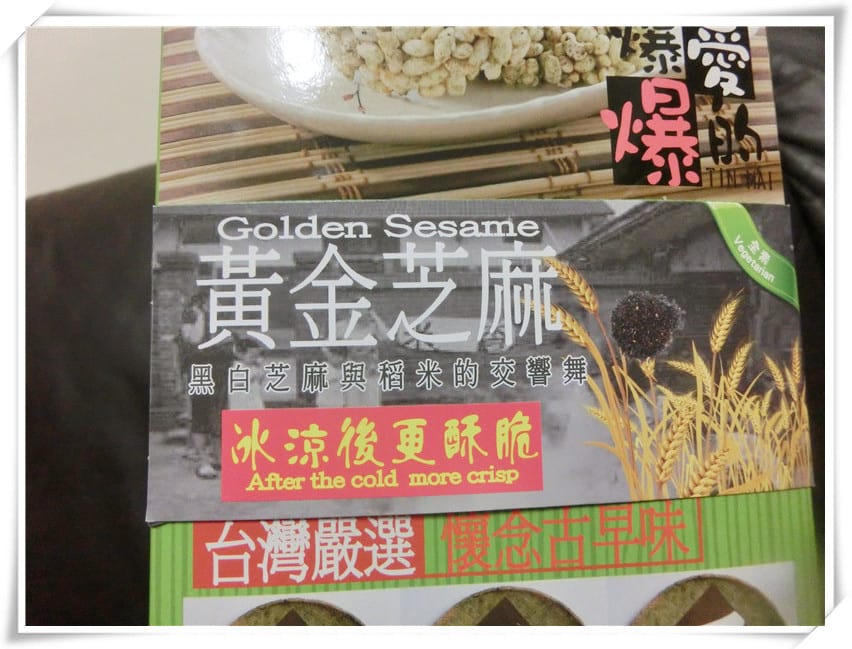 愛的
爆爆
TIN MAI
Golden Sesame
黃金芝麻
全素
Vegetarian
黑白芝麻與稻米的交響舞
冰涼後更酥脆
After the cold more crisp
台灣嚴選 懷念古早味